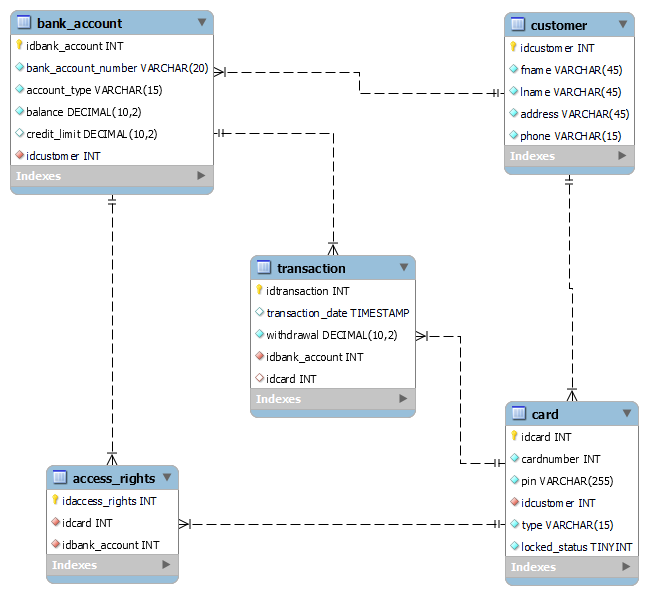 bank_account
idbank_account INT
bank_account_number VARCHAR(20)
account_type VARCHAR(15)
balance DECIMAL(10,2)
credit_limit DECIMAL(10,2)
idcustomer INT
Indexes
customer
idcustomer INT
fname VARCHAR(45)
lname VARCHAR(45)
address VARCHAR(45)
phone VARCHAR(15)
Indexes
transaction
idtransaction INT
transaction_date TIMESTAMP
withdrawal DECIMAL(10,2)
idbank_account INT
idcard INT
Indexes
card
idcard INT
cardnumber INT
pin VARCHAR(255)
idcustomer INT
type VARCHAR(15)
locked_status TINYINT
Indexes
access_rights
idaccess_rights INT
idcard INT
idbank_account INT
Indexes